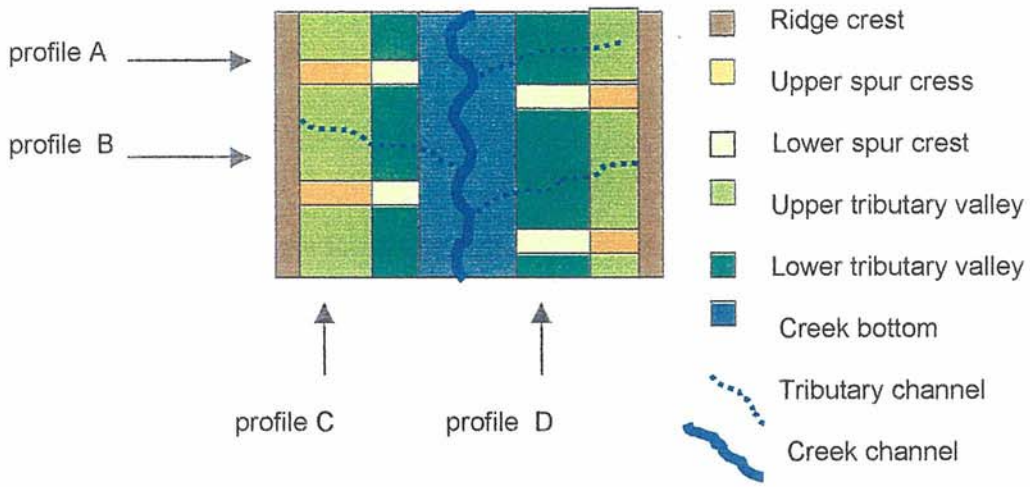 profile A
profile B
profile C
profile D
Ridge crest
Upper spur cress
Lower spur crest
Upper tributary valley
Lower tributary valley
Creek bottom
Tributary channel
Creek channel